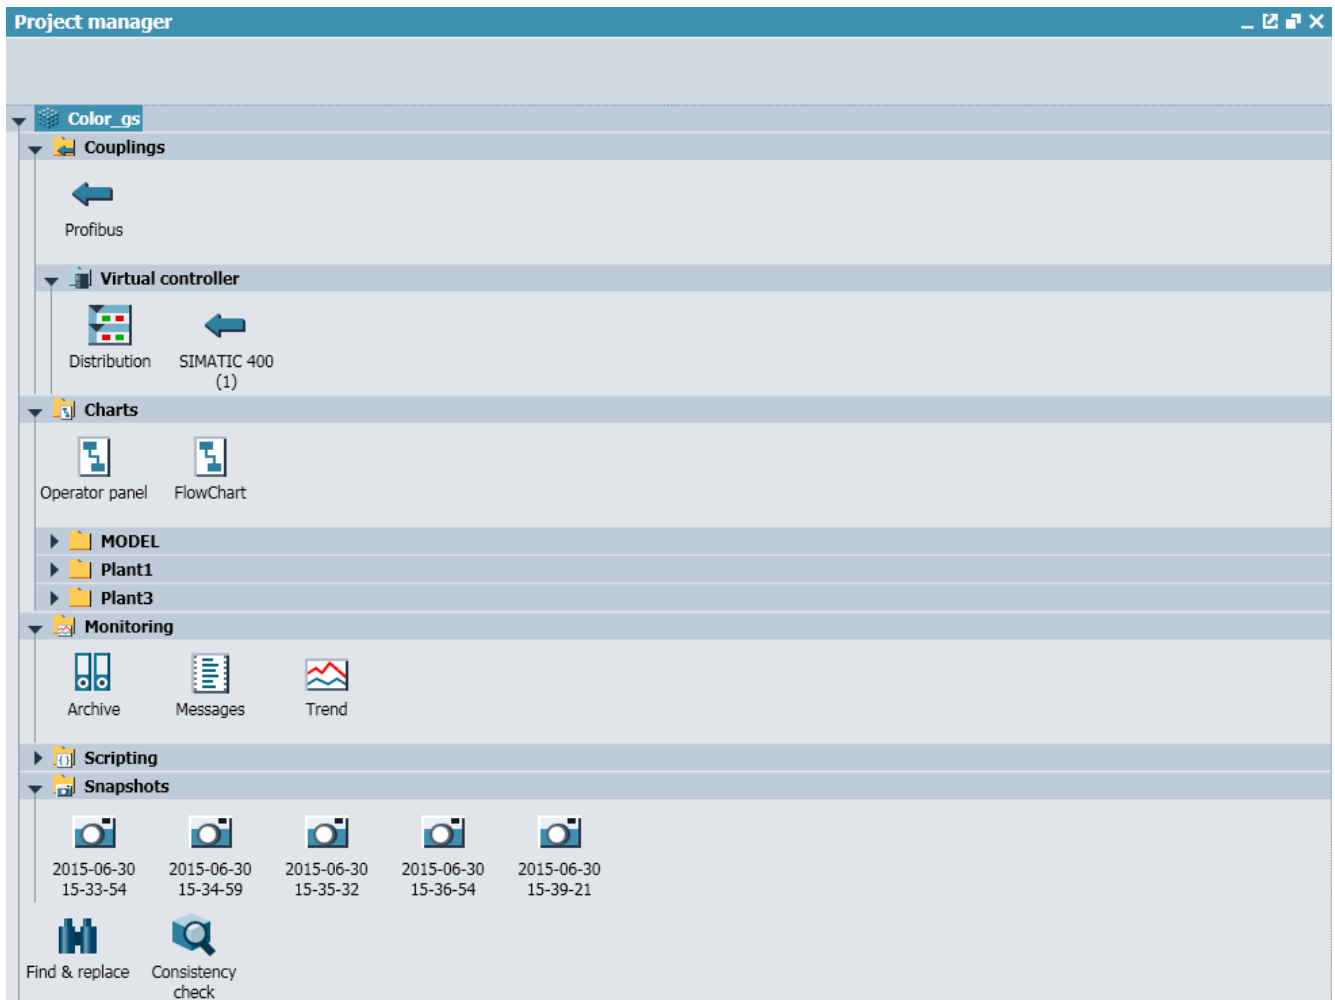 Project manager
Color_gs
Couplings
Profibus
Virtual controller
Distribution SIMATIC 400
(1)
Charts
Operator panel FlowChart
MODEL
Plant1
Plant3
Monitoring
Archive Messages Trend
Scripting
Snapshots
2015-06-30 2015-06-30 2015-06-30 2015-06-30 2015-06-30
15-33-54 15-34-59 15-35-32 15-36-54 15-39-21
Find & replace Consistency
check